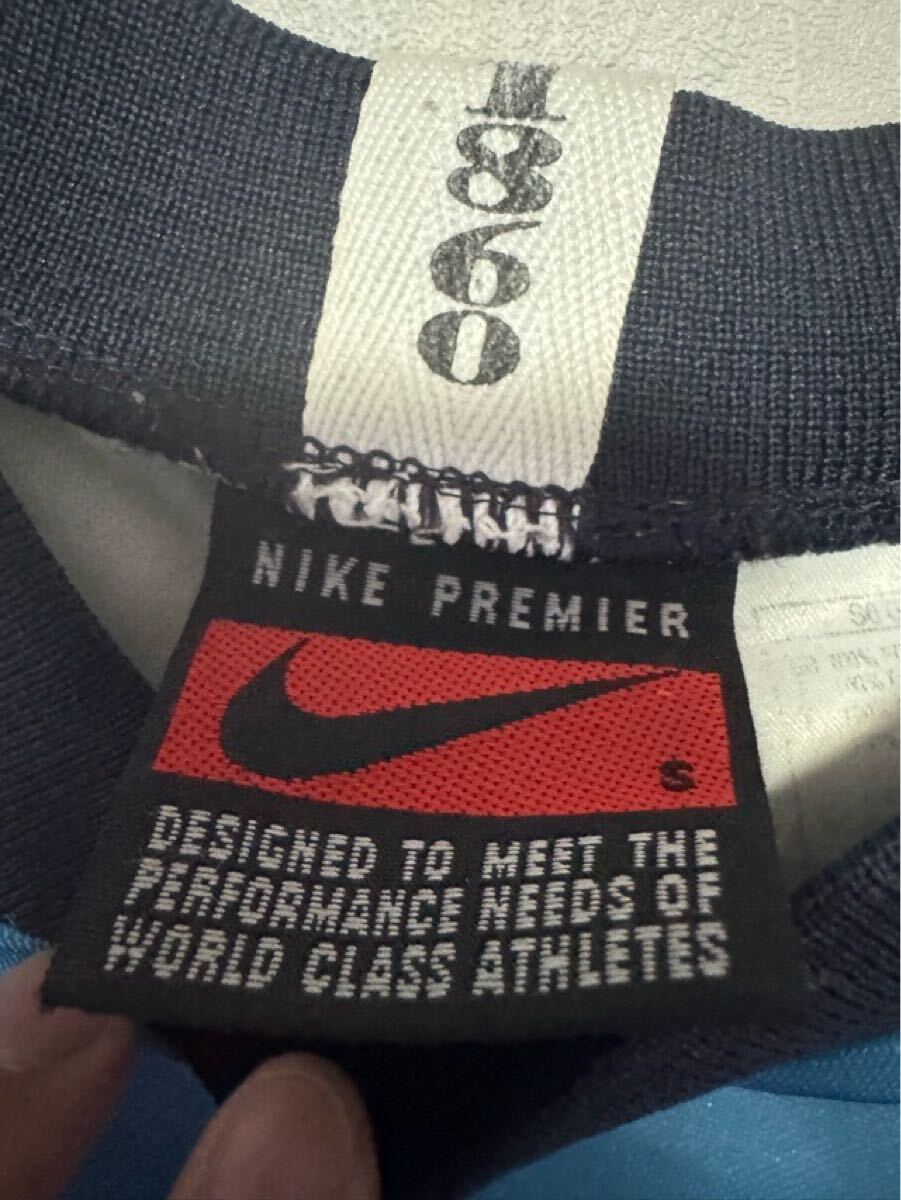 1860
NIKE PREMIER
S
DESIGNED TO MEET THE
PERFORMANCE NEEDS OF
WORLD CLASS ATHLETES